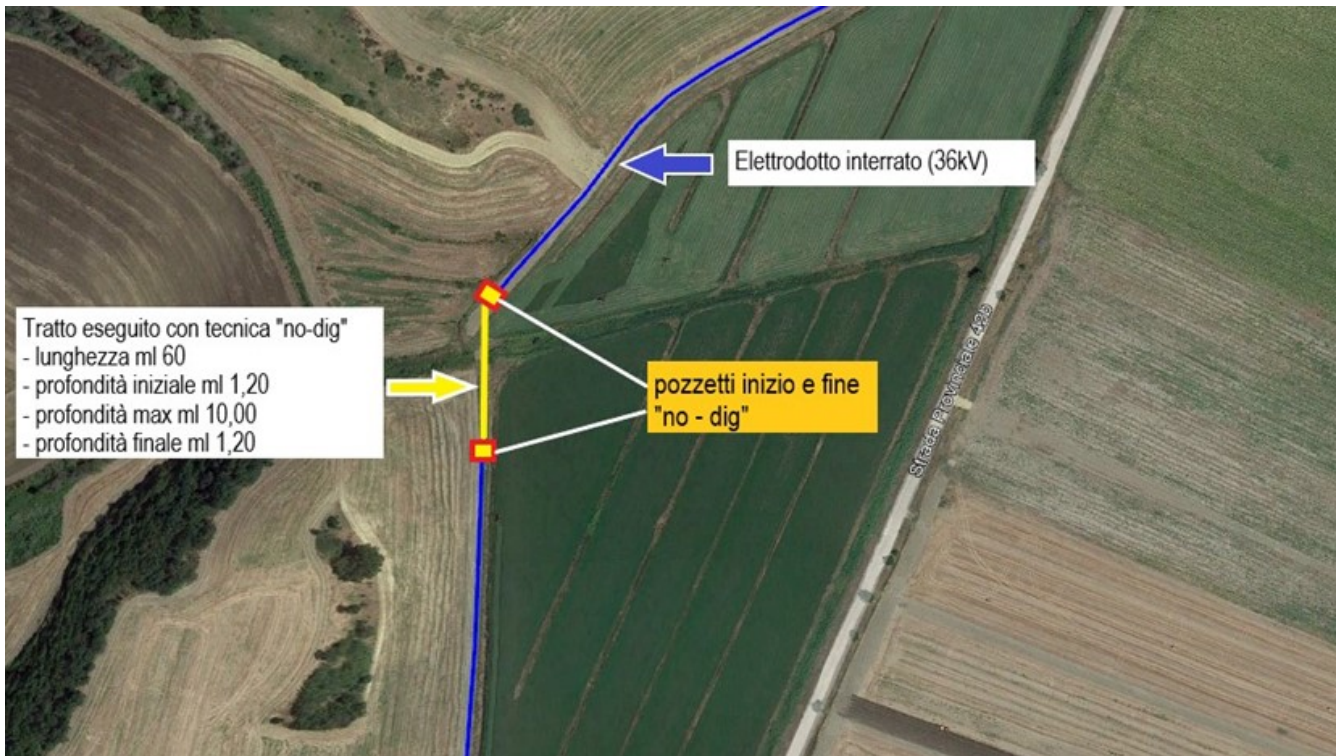 Elettrodotto interrato (36kV)
Tratto eseguito con tecnica "no-dig"
- lunghezza ml 60
- profondità iniziale ml 1,20
- profondità max ml 10,00
- profondità finale ml 1,20
pozzetti inizio e fine
"no - dig"
Strada Provinciale 49b